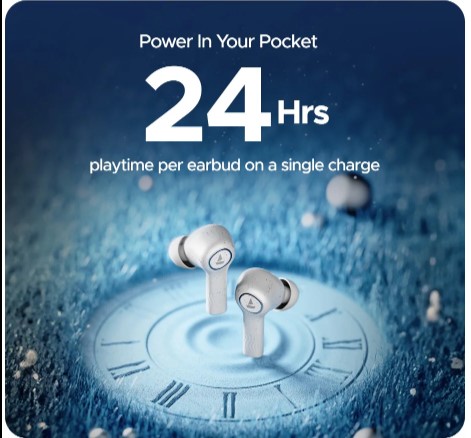 Power In Your Pocket
24 Hrs
playtime per earbud on a single charge